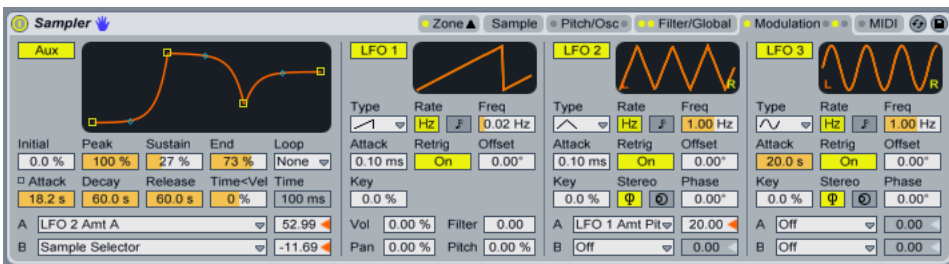 Sampler Zone Sample Pitch/Osc Filter/Global Modulation MIDI
Aux LFO 1 LFO 2 LFO 3
L R L R
Type Rate Freq Type Rate Freq Type Rate Freq
Hz 0.02 Hz Hz 1.00 Hz Hz 1.00 Hz
Initial Peak Sustain End Loop Attack Retrig Offset Attack Retrig Offset Attack Retrig Offset
0.0 % 100 % 27 % 73 % None 0.10 ms On 0.00° 0.10 ms On 0.00° 20.0 s On 0.00°
Attack Decay Release Time<Vel Time Key Key Stereo Phase Key Stereo Phase
18.2 s 60.0 s 60.0 s 0 % 100 ms 0.0 % 0.0 % 0.00° 0.0 % 0.00°
A LFO 2 Amt A 52.99 Vol 0.00 % Filter 0.00 A LFO 1 Amt Pit 20.00 A Off 0.00
B Sample Selector -11.69 Pan 0.00 % Pitch 0.00 % B Off 0.00 B Off 0.00